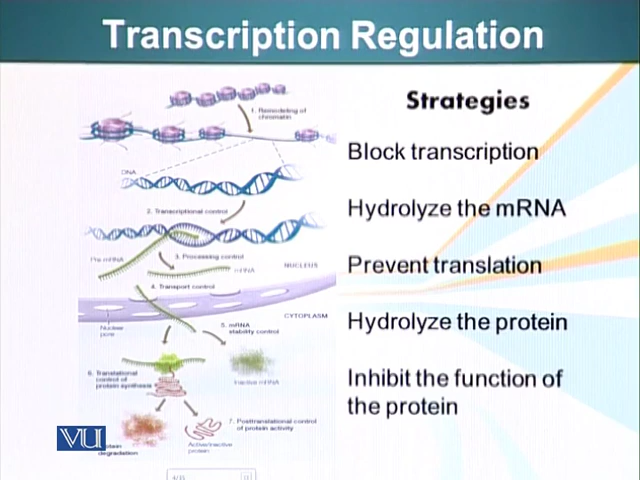 Transcription Regulation
Strategies
Block transcription
Hydrolyze the mRNA
Prevent translation
Hydrolyze the protein
Inhibit the function of
the protein
1. Remodeling of
chromatin
DNA
2. Transcriptional control
3. Processing control
Pre mRNA
mRNA
NUCLEUS
4. Transport control
CYTOPLASM
Nuclear
pore
5. mRNA
stability control
6. Translational
control of
protein synthesis
Inactive mRNA
7. Posttranslational control
of protein activity
degradation
Active/inactive
protein
VU